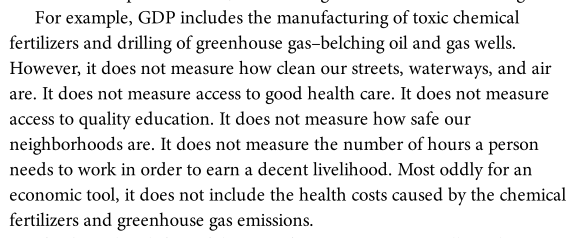 For example, GDP includes the manufacturing of toxic chemical
fertilizers and drilling of greenhouse gas–belching oil and gas wells.
However, it does not measure how clean our streets, waterways, and air
are. It does not measure access to good health care. It does not measure
access to quality education. It does not measure how safe our
neighborhoods are. It does not measure the number of hours a person
needs to work in order to earn a decent livelihood. Most oddly for an
economic tool, it does not include the health costs caused by the chemical
fertilizers and greenhouse gas emissions.